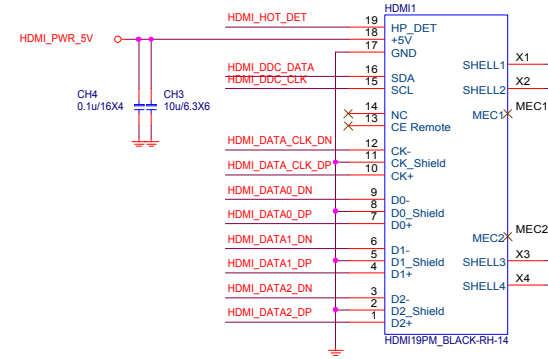 HDMI1
HDMI_HOT_DET 19 HP_DET
HDMI_PWR_5V 18 +5V
17 GND
HDMI_DDC_DATA 16 SDA SHELL1 X1
HDMI_DDC_CLK 15 SCL SHELL2 X2
CH4 CH3
0.1u/16X4 10u/6.3X6
14 NC MEC1 MEC1
13 CE Remote
HDMI_DATA_CLK_DN 12 CK-
11 CK_Shield
HDMI_DATA_CLK_DP 10 CK+
HDMI_DATA0_DN 9 D0-
8 D0_Shield
HDMI_DATA0_DP 7 D0+
HDMI_DATA1_DN 6 D1- MEC2 MEC2
5 D1_Shield SHELL3 X3
HDMI_DATA1_DP 4 D1+
HDMI_DATA2_DN 3 D2- SHELL4 X4
2 D2_Shield
HDMI_DATA2_DP 1 D2+
HDMI19PM_BLACK-RH-14